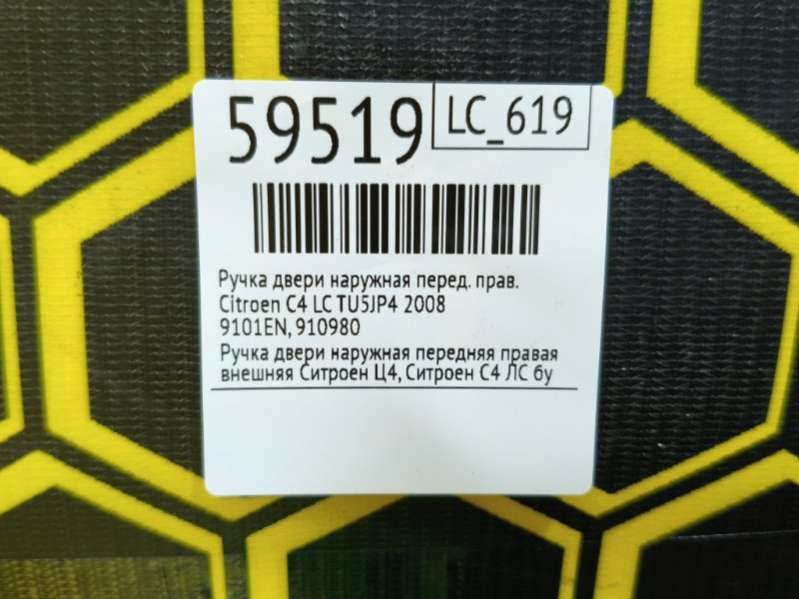 59519
LC_619
Ручка двери наружная перед. прав.
Citroen C4 LC TU5JP4 2008
9101EN, 910980
Ручка двери наружная передняя правая
внешняя Ситроен Ц4, Ситроен С4 ЛС бу